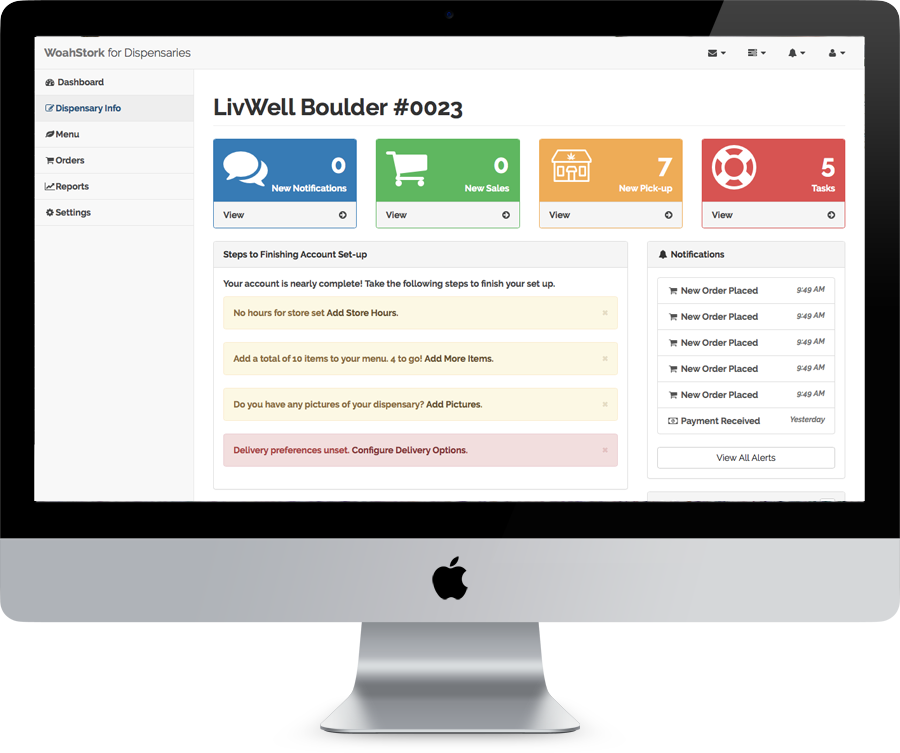 WoahStork for Dispensaries
Dashboard
Dispensary Info
Menu
Orders
Reports
Settings
LivWell Boulder #0023
0
New Notifications
View
0
New Sales
View
7
New Pick-up
View
5
Tasks
View
Steps to Finishing Account Set-up
Your account is nearly complete! Take the following steps to finish your set up.
No hours for store set Add Store Hours. ×
Add a total of 10 items to your menu. 4 to go! Add More Items. ×
Do you have any pictures of your dispensary? Add Pictures. ×
Delivery preferences unset. Configure Delivery Options. ×
Notifications
New Order Placed 9:49 AM
New Order Placed 9:49 AM
New Order Placed 9:49 AM
New Order Placed 9:49 AM
New Order Placed 9:49 AM
Payment Received Yesterday
View All Alerts